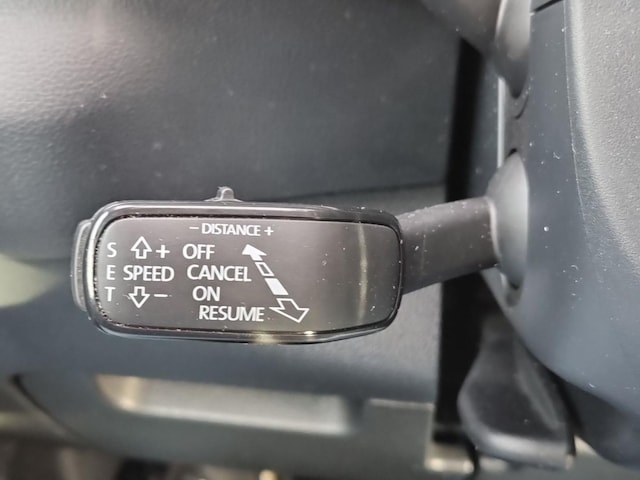 - DISTANCE +
S + OFF
E SPEED CANCEL
T - ON
RESUME